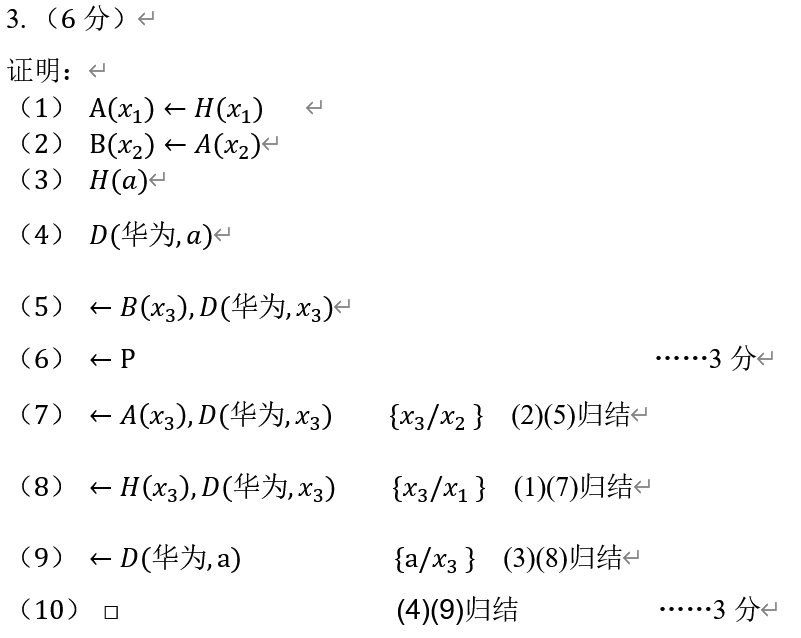 3. （6 分）↵
证明：↵
（1） A(x₁) ← H(x₁) ↵
（2） B(x₂) ← A(x₂)↵
（3） H(a)↵
（4） D(华为, a)↵
（5） ← B(x₃), D(华为, x₃)↵
（6） ← P ……3 分↵
（7） ← A(x₃), D(华为, x₃) {x₃/x₂ } (2)(5)归结↵
（8） ← H(x₃), D(华为, x₃) {x₃/x₁ } (1)(7)归结↵
（9） ← D(华为, a) {a/x₃ } (3)(8)归结↵
（10） □ (4)(9)归结 ……3 分↵